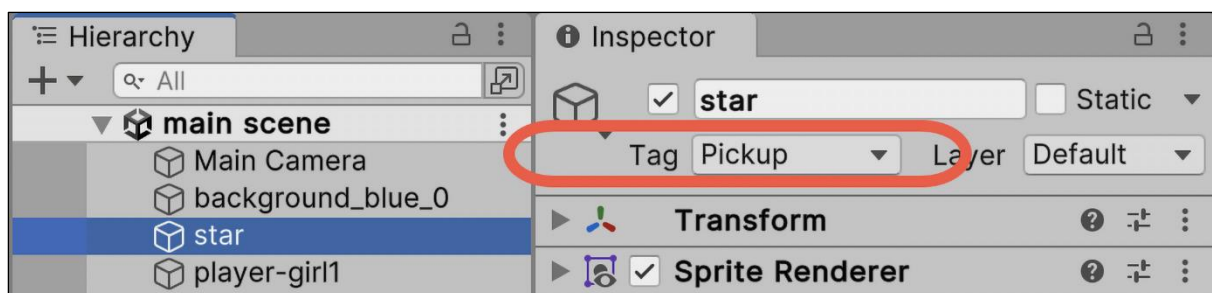 Hierarchy
All
main scene
Main Camera
background_blue_0
star
player-girl1
Inspector
star
Static
Tag Pickup Layer Default
Transform
Sprite Renderer